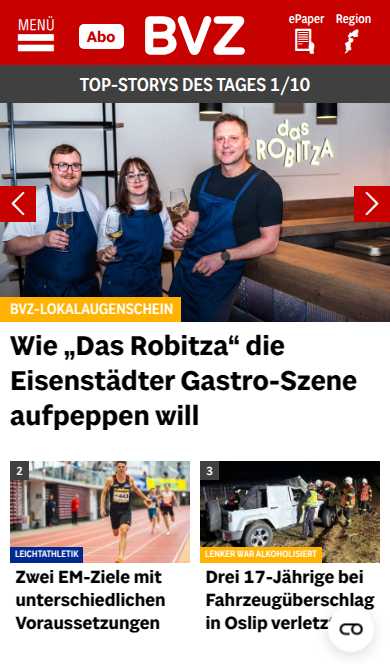 MENÜ
Abo
BVZ
ePaper
Region
TOP-STORYS DES TAGES 1/10
das
ROBITZA
BVZ-LOKALAUGENSCHEIN
Wie „Das Robitza“ die
Eisenstädter Gastro-Szene
aufpeppen will
2
LEICHTATHLETIK
Zwei EM-Ziele mit
unterschiedlichen
Voraussetzungen
3
LENKER WAR ALKOHOLISIERT
Drei 17-Jährige bei
Fahrzeugüberschlag
in Oslip